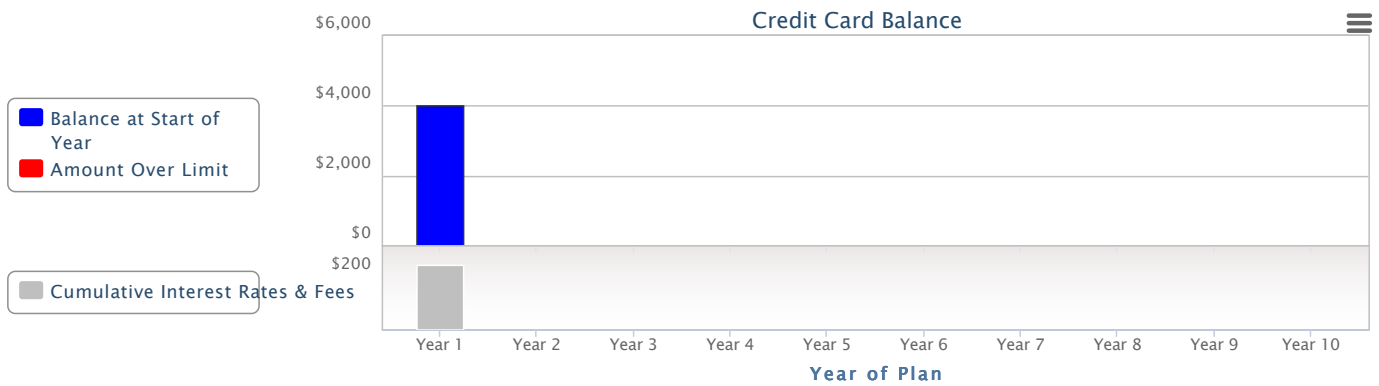 Credit Card Balance
$6,000
$4,000
$2,000
$0
$200
Balance at Start of
Year
Amount Over Limit
Cumulative Interest Rates & Fees
Year 1 Year 2 Year 3 Year 4 Year 5 Year 6 Year 7 Year 8 Year 9 Year 10
Year of Plan